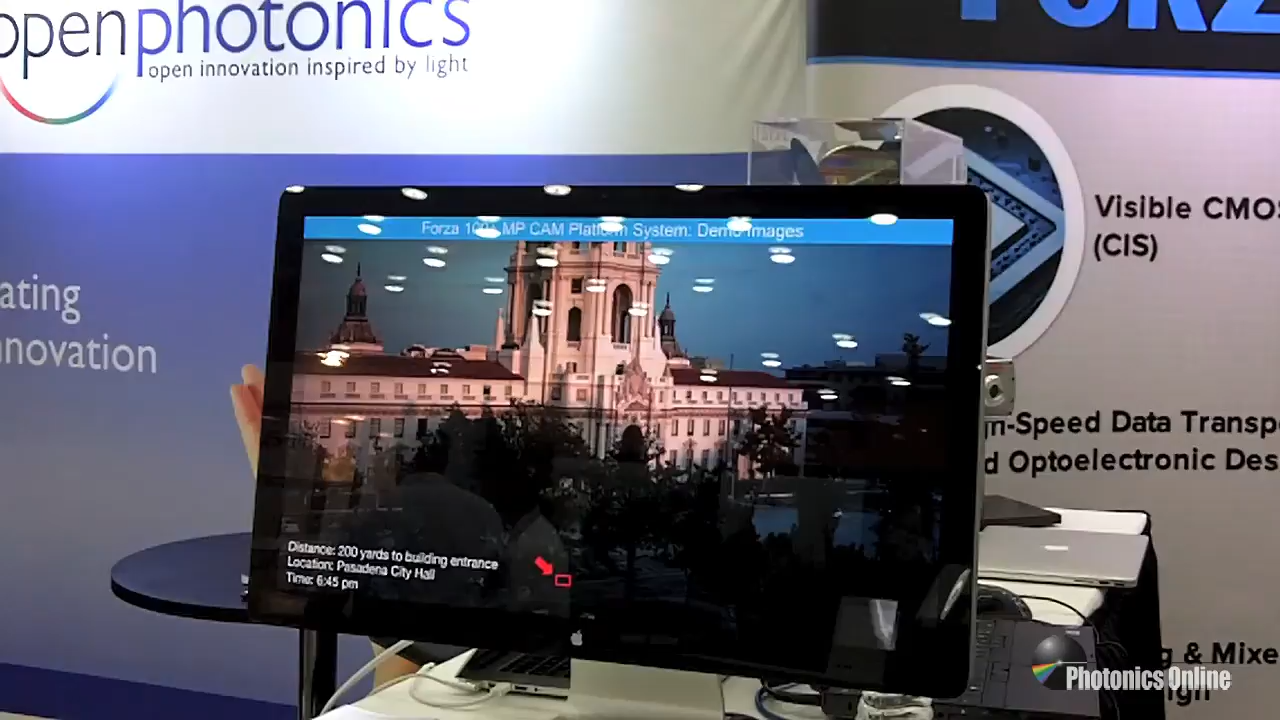 openphotonics
open innovation inspired by light
FORZA
Visible CMOS
(CIS)
Forza 100+ MP CAM Platform System: Demo Images
ating
nnovation
n-Speed Data Transp
d Optoelectronic Des
Distance: 200 yards to building entrance
Location: Pasadena City Hall
Time: 6:45 pm
g & Mixe
Photonics Online